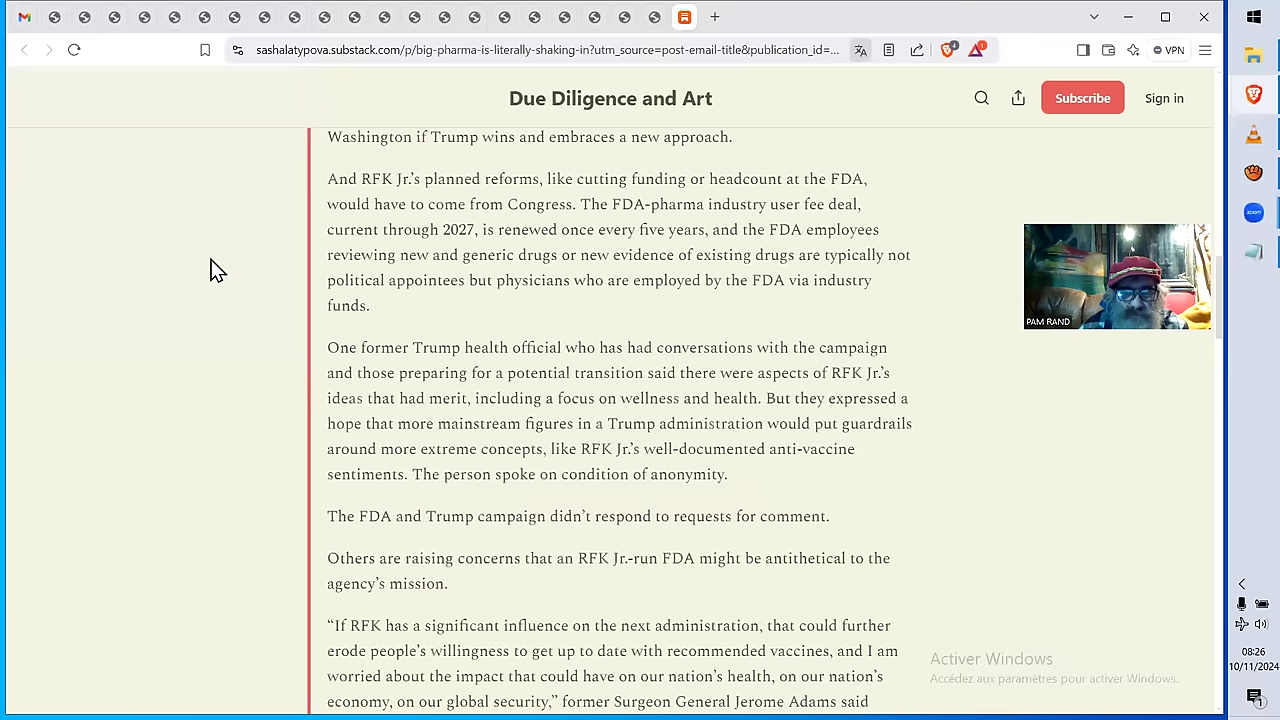 sashalatypova.substack.com/p/big-pharma-is-literally-shaking-in?utm_source=post-email-title&publication_id=...
4
1
VPN
Due Diligence and Art
Subscribe
Sign in
Washington if Trump wins and embraces a new approach.
And RFK Jr.’s planned reforms, like cutting funding or headcount at the FDA,
would have to come from Congress. The FDA-pharma industry user fee deal,
current through 2027, is renewed once every five years, and the FDA employees
reviewing new and generic drugs or new evidence of existing drugs are typically not
political appointees but physicians who are employed by the FDA via industry
funds.
PAM RAND
One former Trump health official who has had conversations with the campaign
and those preparing for a potential transition said there were aspects of RFK Jr.’s
ideas that had merit, including a focus on wellness and health. But they expressed a
hope that more mainstream figures in a Trump administration would put guardrails
around more extreme concepts, like RFK Jr.’s well-documented anti-vaccine
sentiments. The person spoke on condition of anonymity.
The FDA and Trump campaign didn’t respond to requests for comment.
Others are raising concerns that an RFK Jr.-run FDA might be antithetical to the
agency’s mission.
“If RFK has a significant influence on the next administration, that could further
erode people’s willingness to get up to date with recommended vaccines, and I am
worried about the impact that could have on our nation’s health, on our nation’s
economy, on our global security,” former Surgeon General Jerome Adams said
Activer Windows
Accédez aux paramètres pour activer Windows.
zoom
08:26
10/11/2024
1